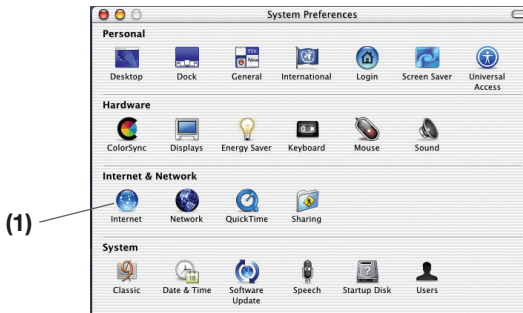 System Preferences
Personal
Desktop Dock General International Login Screen Saver Universal
Access
Hardware
ColorSync Displays Energy Saver Keyboard Mouse Sound
Internet & Network
(1)
Internet Network QuickTime Sharing
System
Classic Date & Time Software Speech Startup Disk Users
Update